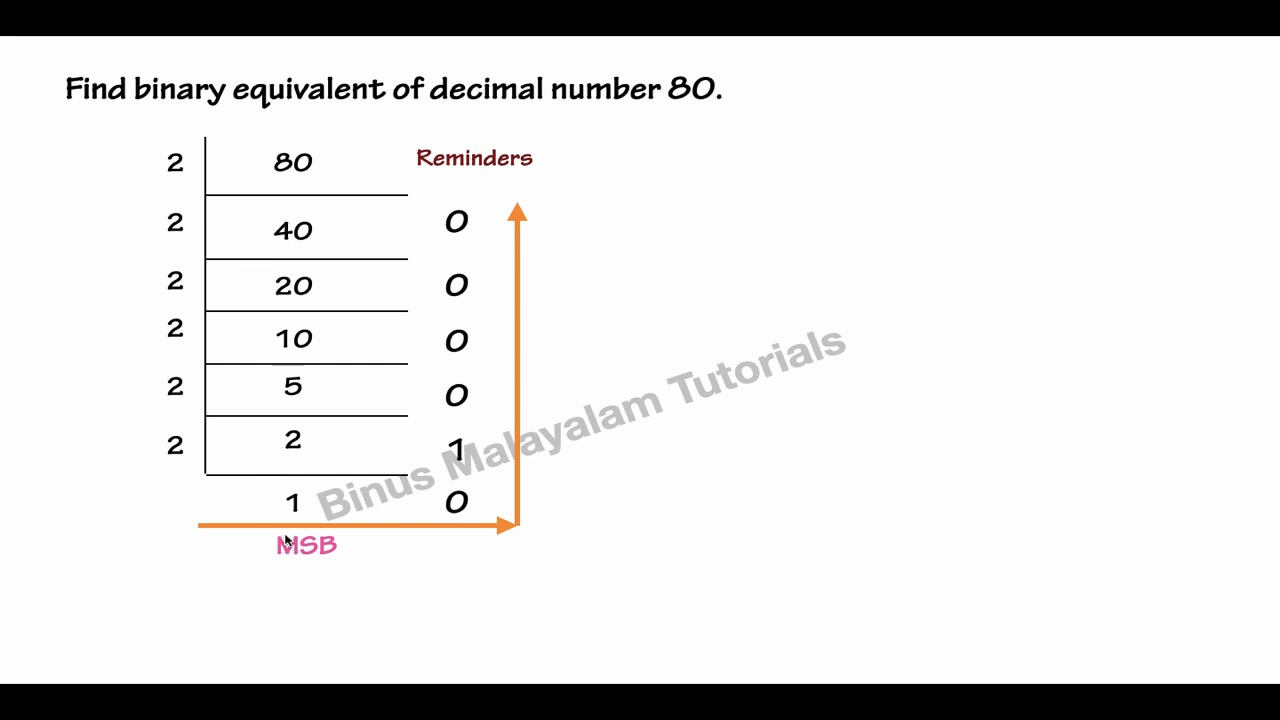 Find binary equivalent of decimal number 80.
2 80 Reminders
2 40 0
2 20 0
2 10 0
2 5 0
2 2 1
1 0
MSB
Binus Malayalam Tutorials